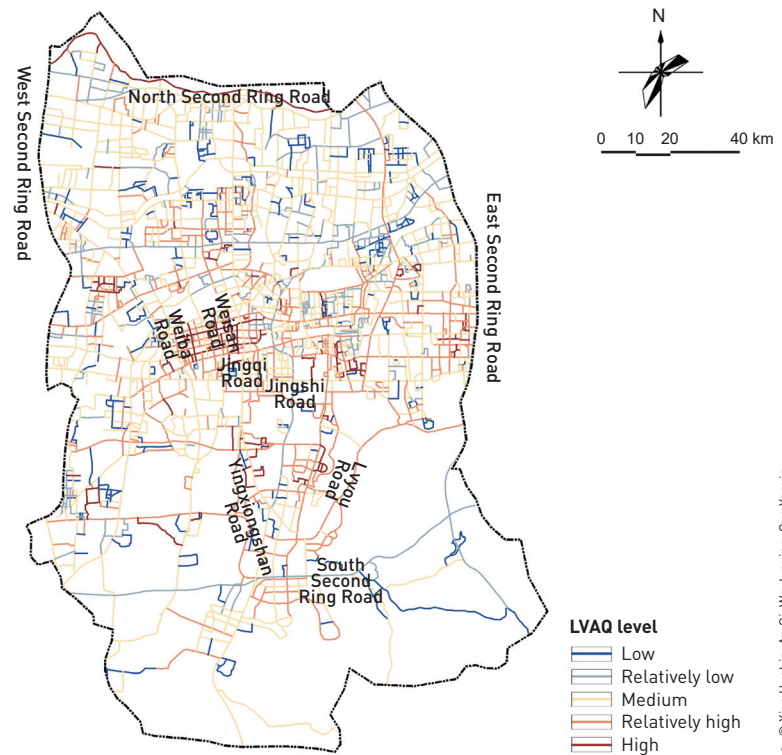 N
0 10 20 40 km
West Second Ring Road
North Second Ring Road
East Second Ring Road
Weiba
Road
Weisan
Road
Jingqi
Road
Jingshi
Road
Lvyou
Road
Yingxiongshan
Road
South
Second
Ring Road
LVAQ level
Low
Relatively low
Medium
Relatively high
High